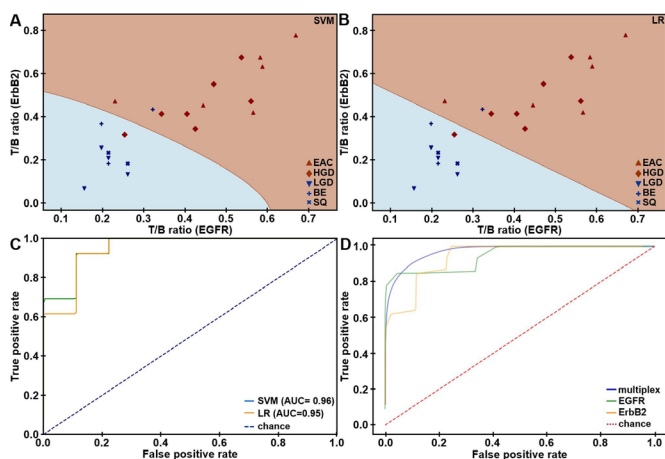 A
SVM
T/B ratio (ErbB2)
0.8
0.6
0.4
0.2
0.0
0.1 0.2 0.3 0.4 0.5 0.6 0.7
T/B ratio (EGFR)
EAC
HGD
LGD
BE
SQ
B
LR
T/B ratio (ErbB2)
0.8
0.6
0.4
0.2
0.0
0.1 0.2 0.3 0.4 0.5 0.6 0.7
T/B ratio (EGFR)
EAC
HGD
LGD
BE
SQ
C
True positive rate
1.0
0.8
0.6
0.4
0.2
0.0
0.0 0.2 0.4 0.6 0.8 1.0
False positive rate
SVM (AUC= 0.96)
LR (AUC=0.95)
chance
D
True positive rate
1.0
0.8
0.6
0.4
0.2
0.0
0.0 0.2 0.4 0.6 0.8 1.0
False positive rate
multiplex
EGFR
ErbB2
chance